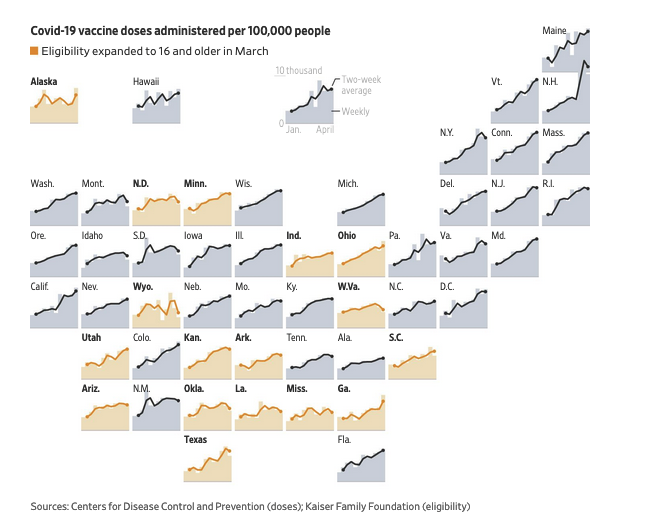 Covid-19 vaccine doses administered per 100,000 people
Maine
Eligibility expanded to 16 and older in March
10 thousand
Two-week
average
Alaska
Hawaii
Vt.
N.H.
Weekly
0
Jan.
April
N.Y.
Conn.
Mass.
Wash.
Mont.
N.D.
Minn.
Wis.
Mich.
Del.
N.J.
R.I.
Ore.
Idaho
S.D.
Iowa
Ill.
Ind.
Ohio
Pa.
Va.
Md.
Calif.
Nev.
Wyo.
Neb.
Mo.
Ky.
W.Va.
N.C.
D.C.
Utah
Colo.
Kan.
Ark.
Tenn.
Ala.
S.C.
Ariz.
N.M.
Okla.
La.
Miss.
Ga.
Texas
Fla.
Sources: Centers for Disease Control and Prevention (doses); Kaiser Family Foundation (eligibility)